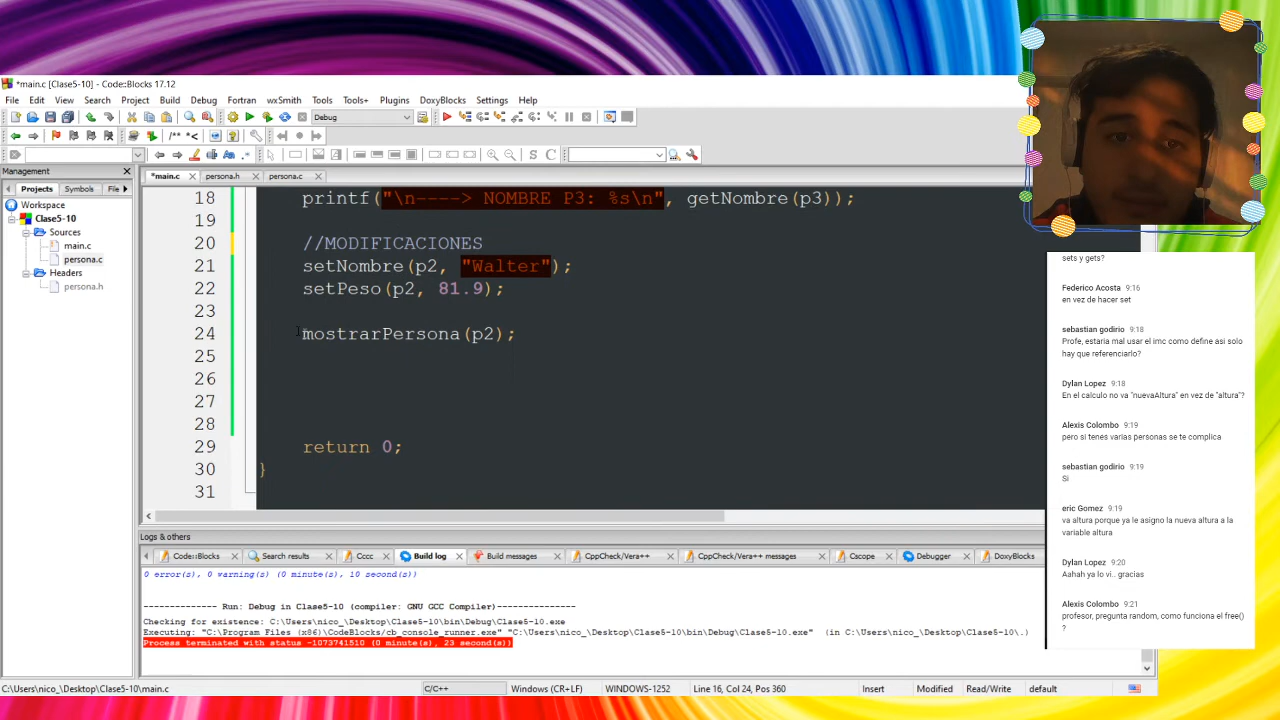 *main.c [Clase5-10] - Code::Blocks 17.12
File Edit View Search Project Build Debug Fortran wxSmith Tools Tools+ Plugins DoxyBlocks Settings Help
Debug
Management
*main.c persona.h persona.c
Projects Symbols File
Workspace
Clase5-10
Sources
main.c
persona.c
Headers
persona.h
18 printf("\n----> NOMBRE P3: %s\n", getNombre(p3));
19
20 //MODIFICACIONES
21 setNombre(p2, "Walter");
22 setPeso(p2, 81.9);
23
24 mostrarPersona(p2);
25
26
27
28
29 return 0;
30 }
31
Logs & others
Code::Blocks Search results Cccc Build log Build messages CppCheck/Vera++ CppCheck/Vera++ messages Cscope Debugger DoxyBlocks
0 error(s), 0 warning(s) (0 minute(s), 10 second(s))
-------------- Run: Debug in Clase5-10 (compiler: GNU GCC Compiler)---------------
Checking for existence: C:\Users\nico_\Desktop\Clase5-10\bin\Debug\Clase5-10.exe
Executing: "C:\Program Files (x86)\CodeBlocks/cb_console_runner.exe" "C:\Users\nico_\Desktop\Clase5-10\bin\Debug\Clase5-10.exe" (in C:\Users\nico_\Desktop\Clase5-10\.)
Process terminated with status -1073741510 (0 minute(s), 23 second(s))
C:\Users\nico_\Desktop\Clase5-10\main.c C/C++ Windows (CR+LF) WINDOWS-1252 Line 16, Col 24, Pos 360 Insert Modified Read/Write default
sets y gets?
Federico Acosta 9:16
en vez de hacer set
sebastian godirio 9:18
Profe, estaria mal usar el imc como define asi solo
hay que referenciarlo?
Dylan Lopez 9:18
En el calculo no va "nuevaAltura" en vez de "altura"?
Alexis Colombo 9:19
pero si tenes varias personas se te complica
sebastian godirio 9:19
Si
eric Gomez 9:19
va altura porque ya le asigno la nueva altura a la
variable altura
Dylan Lopez 9:20
Aahah ya lo vi.. gracias
Alexis Colombo 9:21
profesor, pregunta random, como funciona el free()
?